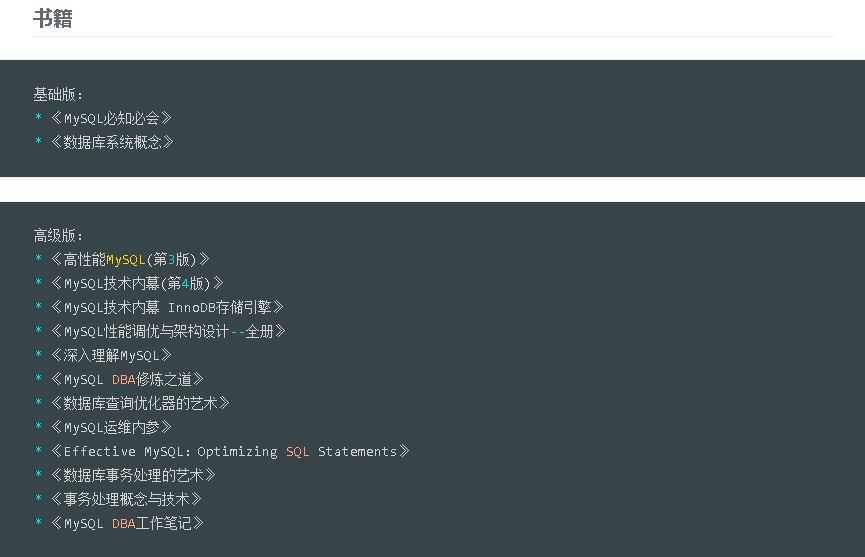 书籍
基础版:
* 《MySQL必知必会》
* 《数据库系统概念》
高级版:
* 《高性能MySQL(第3版)》
* 《MySQL技术内幕(第4版)》
* 《MySQL技术内幕 InnoDB存储引擎》
* 《MySQL性能调优与架构设计--全册》
* 《深入理解MySQL》
* 《MySQL DBA修炼之道》
* 《数据库查询优化器的艺术》
* 《MySQL运维内参》
* 《Effective MySQL: Optimizing SQL Statements》
* 《数据库事务处理的艺术》
* 《事务处理概念与技术》
* 《MySQL DBA工作笔记》